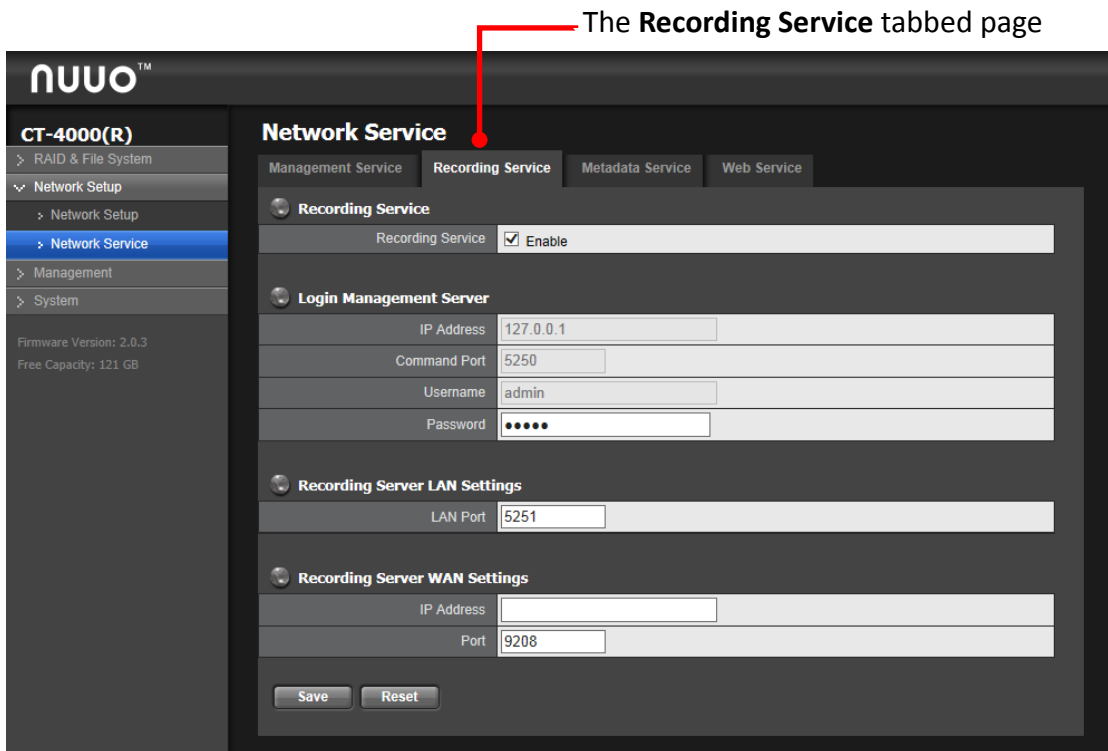 The Recording Service tabbed page
nuuo™
CT-4000(R)
RAID & File System
Network Setup
Network Setup
Network Service
Management
System
Firmware Version: 2.0.3
Free Capacity: 121 GB
Network Service
Management Service Recording Service Metadata Service Web Service
Recording Service
Recording Service Enable
Login Management Server
IP Address 127.0.0.1
Command Port 5250
Username admin
Password •••••
Recording Server LAN Settings
LAN Port 5251
Recording Server WAN Settings
IP Address
Port 9208
Save Reset